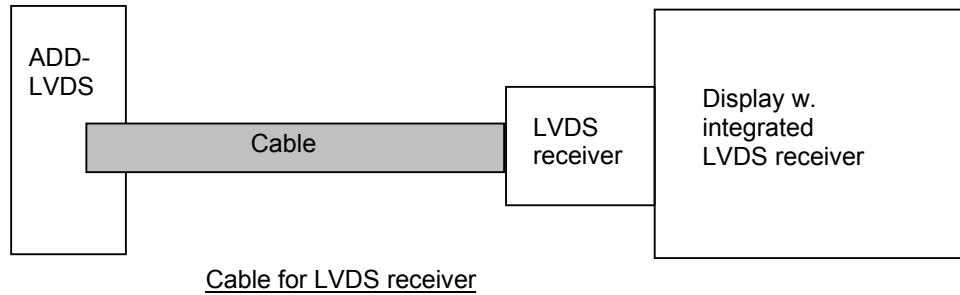 ADD-
LVDS
Cable
LVDS
receiver
Display w.
integrated
LVDS receiver
Cable for LVDS receiver